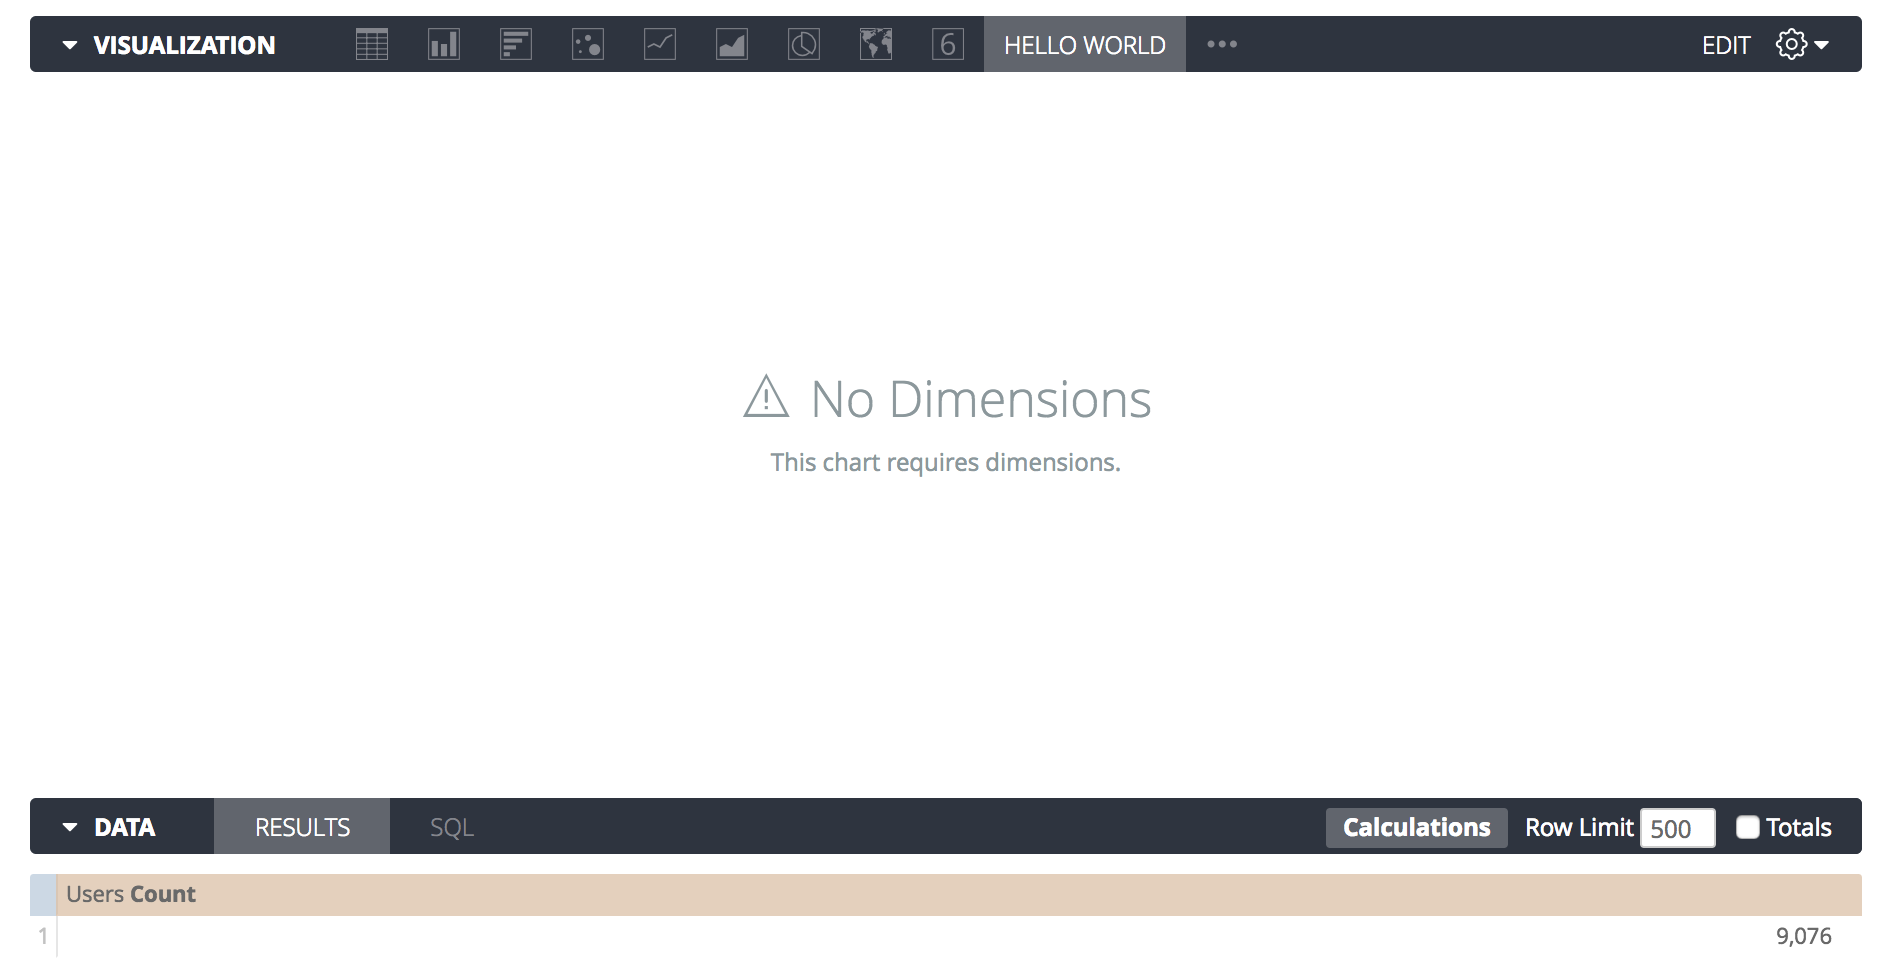 VISUALIZATION 6 HELLO WORLD EDIT
No Dimensions
This chart requires dimensions.
DATA RESULTS SQL Calculations Row Limit 500 Totals
Users Count
1 9,076